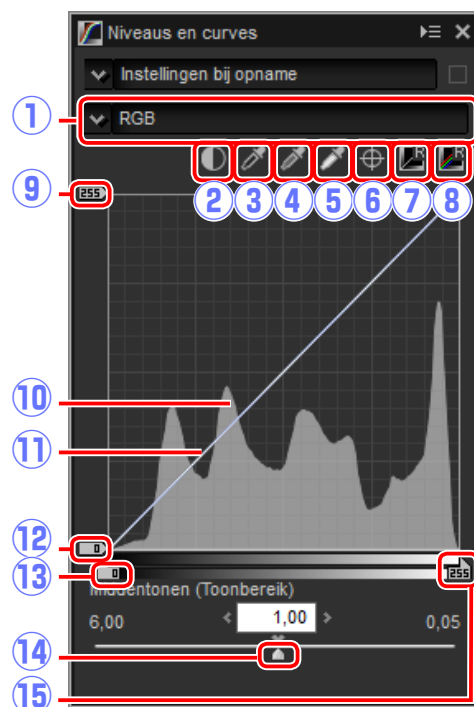 Niveaus en curves
Instellingen bij opname
① RGB
② ③ ④ ⑤ ⑥ ⑦ ⑧
⑨ 255
⑩
⑪
⑫ 0
⑬ 0 255
Middentonen (Toonbereik)
6,00 1,00 0,05
⑭
⑮